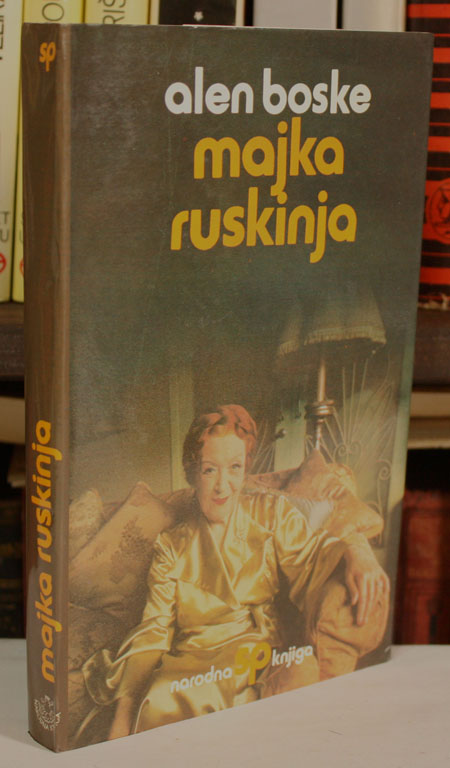 sp
majka ruskinja
alen boske
majka
ruskinja
narodna sp knjiga